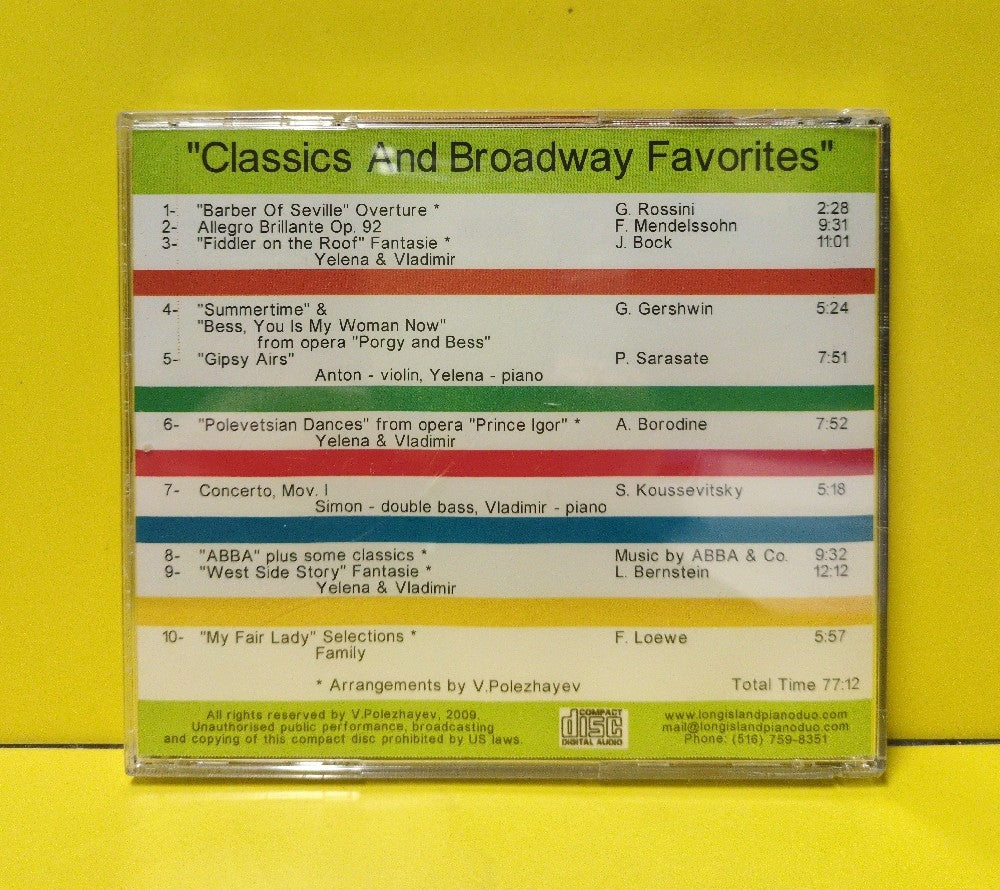 "Classics And Broadway Favorites"
1- "Barber Of Seville" Overture * G. Rossini 2:28
2- Allegro Brillante Op. 92 F. Mendelssohn 9:31
3- "Fiddler on the Roof" Fantasie * J. Bock 11:01
Yelena & Vladimir
4- "Summertime" & G. Gershwin 5:24
"Bess, You Is My Woman Now"
from opera "Porgy and Bess"
5- "Gipsy Airs" P. Sarasate 7:51
Anton - violin, Yelena - piano
6- "Polevetsian Dances" from opera "Prince Igor" * A. Borodine 7:52
Yelena & Vladimir
7- Concerto, Mov. I S. Koussevitsky 5:18
Simon - double bass, Vladimir - piano
8- "ABBA" plus some classics * Music by ABBA & Co. 9:32
9- "West Side Story" Fantasie * L. Bernstein 12:12
Yelena & Vladimir
10- "My Fair Lady" Selections * F. Loewe 5:57
Family
* Arrangements by V.Polezhayev Total Time 77:12
All rights reserved by V.Polezhayev, 2009.
Unauthorised public performance, broadcasting
and copying of this compact disc prohibited by US laws.
COMPACT
disc
DIGITAL AUDIO
www.longislandpianoduo.com
mail@longislandpianoduo.com
Phone: (516) 759-8351